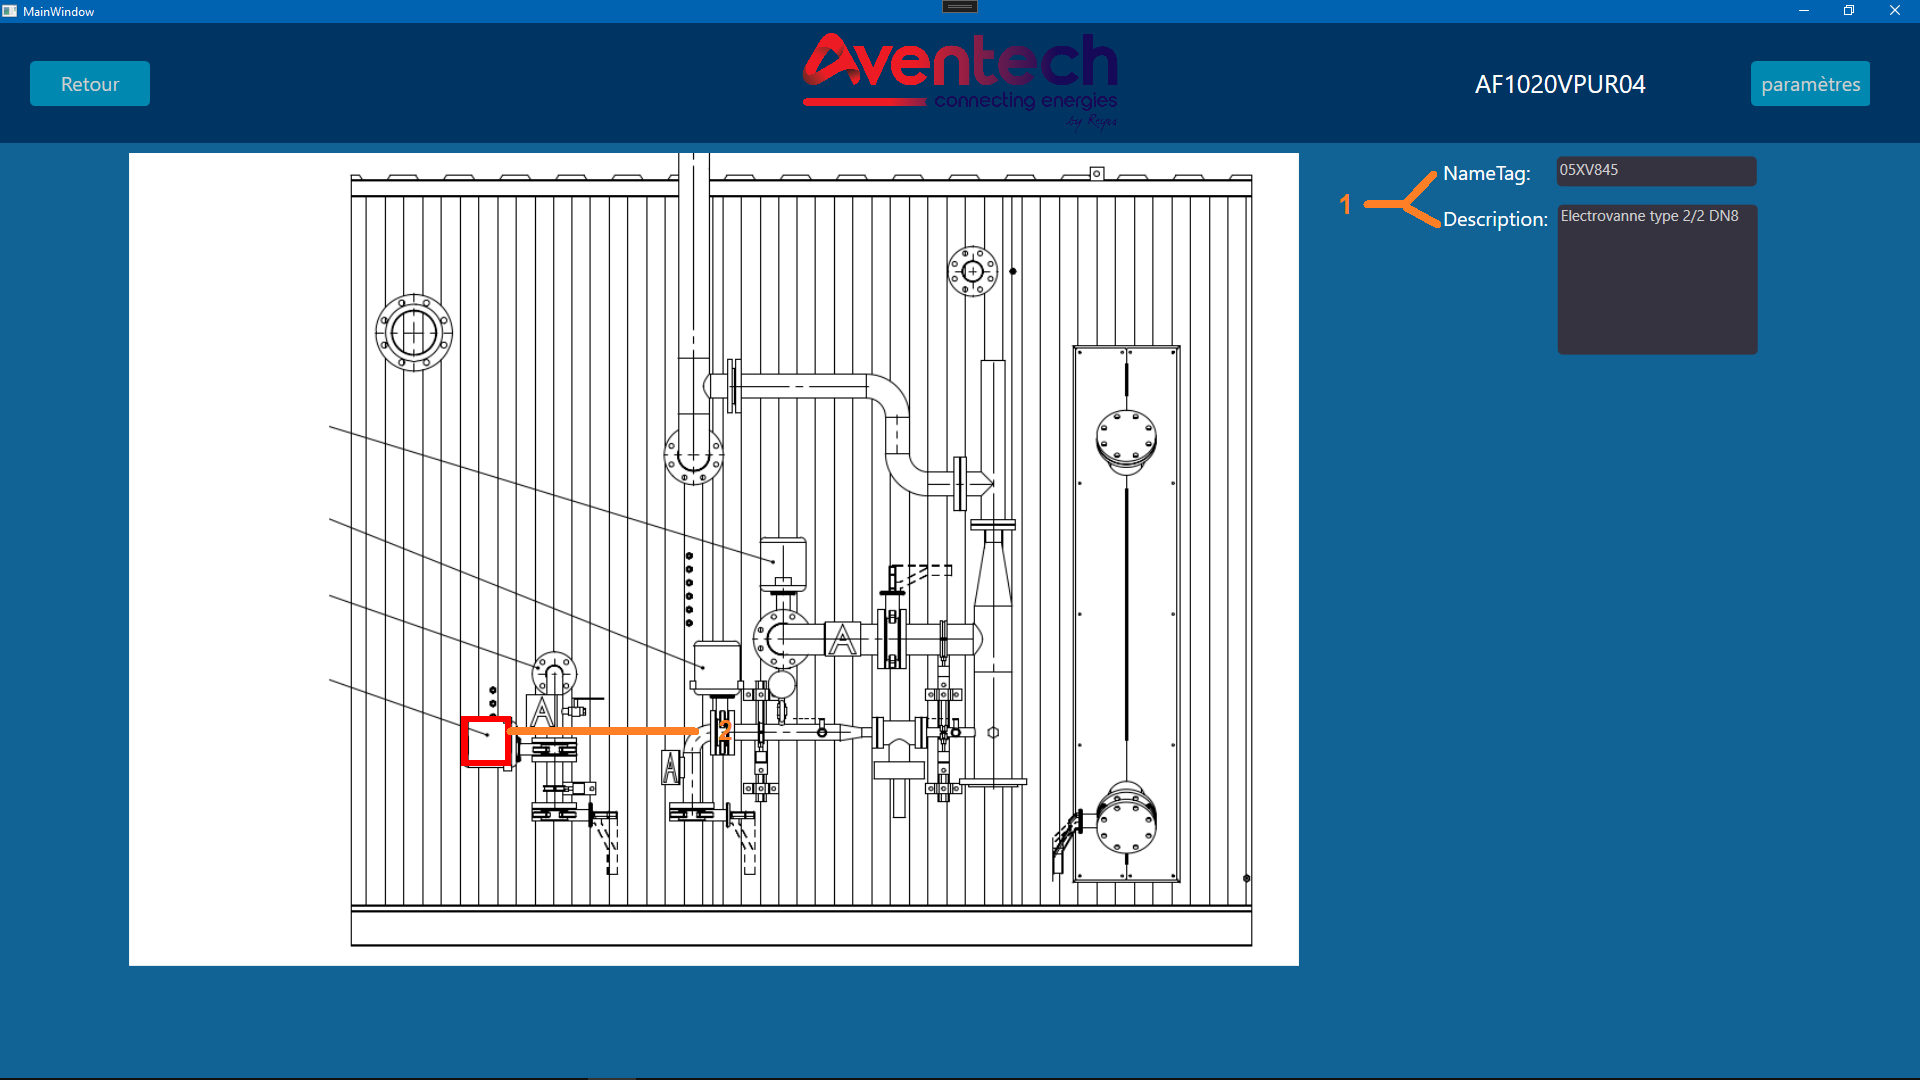 MainWindow
Retour
Aventech
connecting energies
by Reyes
AF1020VPUR04
paramètres
1
NameTag:
05XV845
Description:
Electrovanne type 2/2 DN8
A
A
2
A